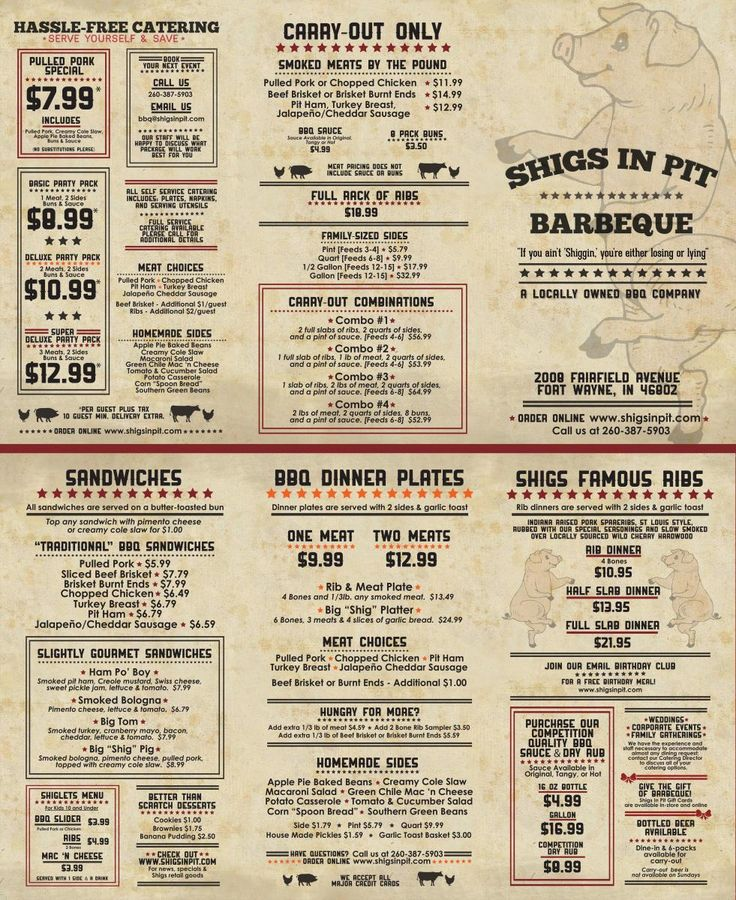 HASSLE-FREE CATERING
★ SERVE YOURSELF & SAVE ★
PULLED PORK
SPECIAL
$7.99*
INCLUDES
Pulled Pork, Creamy Cole Slaw,
Apple Pie Baked Beans,
Buns & Sauce
(NO SUBSTITUTIONS PLEASE)
BOOK
YOUR NEXT EVENT
CALL US
260-387-5903
EMAIL US
bbq@shigsinpit.com
OUR STAFF WILL BE
HAPPY TO DISCUSS WHAT
PACKAGE WILL WORK
BEST FOR YOU
BASIC PARTY PACK
1 Meat, 2 Sides
Buns & Sauce
$8.99*
★ ★ ★
DELUXE PARTY PACK
2 Meats, 2 Sides
Buns & Sauce
$10.99*
★ ★ ★
SUPER
DELUXE PARTY PACK
3 Meats, 2 Sides
Buns & Sauce
$12.99*
ALL SELF SERVICE CATERING
INCLUDES: PLATES, NAPKINS,
AND SERVING UTENSILS
FULL SERVICE
CATERING AVAILABLE
PLEASE CALL FOR
ADDITIONAL DETAILS
MEAT CHOICES
Pulled Pork ★ Chopped Chicken
Pit Ham ★ Turkey Breast
Jalapeño Cheddar Sausage
Beef Brisket - Additional $1/guest
Ribs - Additional $2/guest
HOMEMADE SIDES
Apple Pie Baked Beans
Creamy Cole Slaw
Macaroni Salad
Green Chile Mac 'n Cheese
Tomato & Cucumber Salad
Potato Casserole
Corn "Spoon Bread"
Southern Green Beans
*PER GUEST PLUS TAX
10 GUEST MIN. DELIVERY EXTRA.
ORDER ONLINE www.shigsinpit.com
CARRY-OUT ONLY
SMOKED MEATS BY THE POUND
Pulled Pork or Chopped Chicken ★ $11.99
Beef Brisket or Brisket Burnt Ends ★ $14.99
Pit Ham, Turkey Breast, ★ $12.99
Jalapeño/Cheddar Sausage
BBQ SAUCE
Sauce Available in Original,
Tangy or Hot
$4.99
8 PACK BUNS
$3.50
MEAT PRICING DOES NOT
INCLUDE SAUCE OR BUNS
FULL RACK OF RIBS
$18.99
FAMILY-SIZED SIDES
Pint [Feeds 3-4] ★ $5.79
Quart [Feeds 6-8] ★ $9.99
1/2 Gallon [Feeds 12-15] ★ $17.99
Gallon [Feeds 12-15] ★ $32.99
CARRY-OUT COMBINATIONS
★ Combo #1 ★
2 full slabs of ribs, 2 quarts of sides,
and a pint of sauce. [Feeds 4-6] $56.99
★ Combo #2 ★
1 full slab of ribs, 1 lb of meat, 2 quarts of sides,
and a pint of sauce. [Feeds 4-6] $53.99
★ Combo #3 ★
1 slab of ribs, 2 lbs of meat, 2 quarts of sides,
and a pint of sauce. [Feeds 6-8] $64.99
★ Combo #4 ★
2 lbs of meat, 2 quarts of sides, 8 buns,
and a pint of sauce. [Feeds 6-8] $52.99
SHIGS IN PIT
BARBEQUE
"If you ain't 'Shiggin,' you're either losing or lying"
A LOCALLY OWNED BBQ COMPANY
2008 FAIRFIELD AVENUE
FORT WAYNE, IN 46802
★ ORDER ONLINE www.shigsinpit.com ★
Call us at 260-387-5903
SANDWICHES
All sandwiches are served on a butter-toasted bun
Top any sandwich with pimento cheese
or creamy cole slaw for $1.00
"TRADITIONAL" BBQ SANDWICHES
Pulled Pork ★ $5.99
Sliced Beef Brisket ★ $7.79
Brisket Burnt Ends ★ $7.99
Chopped Chicken ★ $6.49
Turkey Breast ★ $6.79
Pit Ham ★ $6.79
Jalapeño/Cheddar Sausage ★ $6.59
SLIGHTLY GOURMET SANDWICHES
★ Ham Po' Boy ★
Smoked pit ham, Creole mustard, Swiss cheese,
sweet pickle jam, lettuce & tomato. $7.99
★ Smoked Bologna ★
Pimento cheese, lettuce & tomato. $6.79
★ Big Tom ★
Smoked turkey, cranberry mayo, bacon,
cheddar, lettuce & tomato. $7.99
★ Big "Shig" Pig ★
Smoked bologna, pimento cheese, pulled pork,
topped with creamy cole slaw. $8.99
SHIGLETS MENU
For Kids 10 and Under
BBQ SLIDER $3.99
Pulled Pork or Chicken
RIBS $4.99
2 Bones
MAC 'N CHEESE
$3.99
SERVED WITH 1 SIDE & A DRINK
BETTER THAN
SCRATCH DESSERTS
Cookies $1.00
Brownies $1.75
Banana Pudding $2.50
★ CHECK OUT ★
WWW.SHIGSINPIT.COM
For news, specials &
Shigs retail goods
BBQ DINNER PLATES
Dinner plates are served with 2 sides & garlic toast
ONE MEAT
$9.99
TWO MEATS
$12.99
★ Rib & Meat Plate ★
4 Bones and 1/3lb. any smoked meat. $13.49
★ Big "Shig" Platter ★
6 Bones, 3 meats & 4 slices of garlic bread. $24.99
MEAT CHOICES
Pulled Pork ★ Chopped Chicken ★ Pit Ham
Turkey Breast ★ Jalapeño Cheddar Sausage
Beef Brisket or Burnt Ends - Additional $1.00
HUNGRY FOR MORE?
Add extra 1/3 lb of meat $4.59 ★ Add 2 Bone Rib Sampler $3.50
Add extra 1/3 lb of Beef Brisket or Brisket Burnt Ends $5.59
HOMEMADE SIDES
Apple Pie Baked Beans ★ Creamy Cole Slaw
Macaroni Salad ★ Green Chile Mac 'n Cheese
Potato Casserole ★ Tomato & Cucumber Salad
Corn "Spoon Bread" ★ Southern Green Beans
Side $1.79 ★ Pint $5.79 ★ Quart $9.99
House Made Pickles $1.59 ★ Garlic Toast Basket $3.00
HAVE QUESTIONS? Call us at 260-387-5903
ORDER ONLINE www.shigsinpit.com
WE ACCEPT ALL
MAJOR CREDIT CARDS
SHIGS FAMOUS RIBS
Rib dinners are served with 2 sides & garlic toast
INDIANA RAISED PORK SPARERIBS, ST LOUIS STYLE,
RUBBED WITH OUR SPECIAL SEASONINGS AND SLOW SMOKED
OVER LOCALLY SOURCED WILD CHERRY HARDWOOD
RIB DINNER
4 Bones
$10.95
HALF SLAB DINNER
$13.95
FULL SLAB DINNER
$21.95
JOIN OUR EMAIL BIRTHDAY CLUB
FOR A FREE BIRTHDAY MEAL!
www.shigsinpit.com
PURCHASE OUR
COMPETITION
QUALITY BBQ
SAUCE & DRY RUB
Sauce Available in
Original, Tangy, or Hot
16 OZ BOTTLE
$4.99
GALLON
$16.99
COMPETITION
DRY RUB
$8.99
★ WEDDINGS ★
CORPORATE EVENTS
FAMILY GATHERINGS ★
We have the experience and
staff necessary to accommodate
almost any dining request;
contact our Catering Director
to discuss all of your
catering options.
GIVE THE GIFT
OF BARBEQUE!
Shigs In Pit Gift Cards
are available in-store and online
BOTTLED BEER
AVAILABLE
Dine-in & 6-packs
available for
carry-out
Carry-out beer is
not available on Sundays